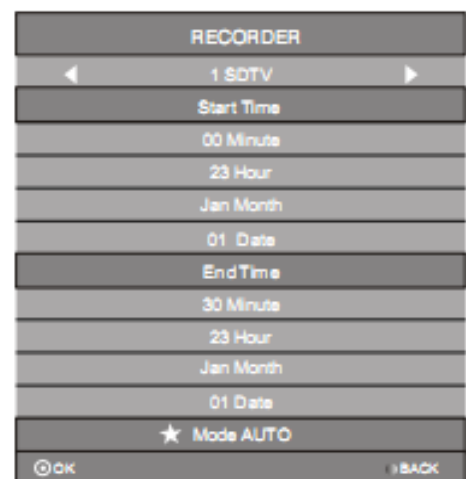 RECORDER
1 SDTV
Start Time
00 Minute
23 Hour
Jan Month
01 Date
End Time
30 Minute
23 Hour
Jan Month
01 Date
Mode AUTO
OK BACK